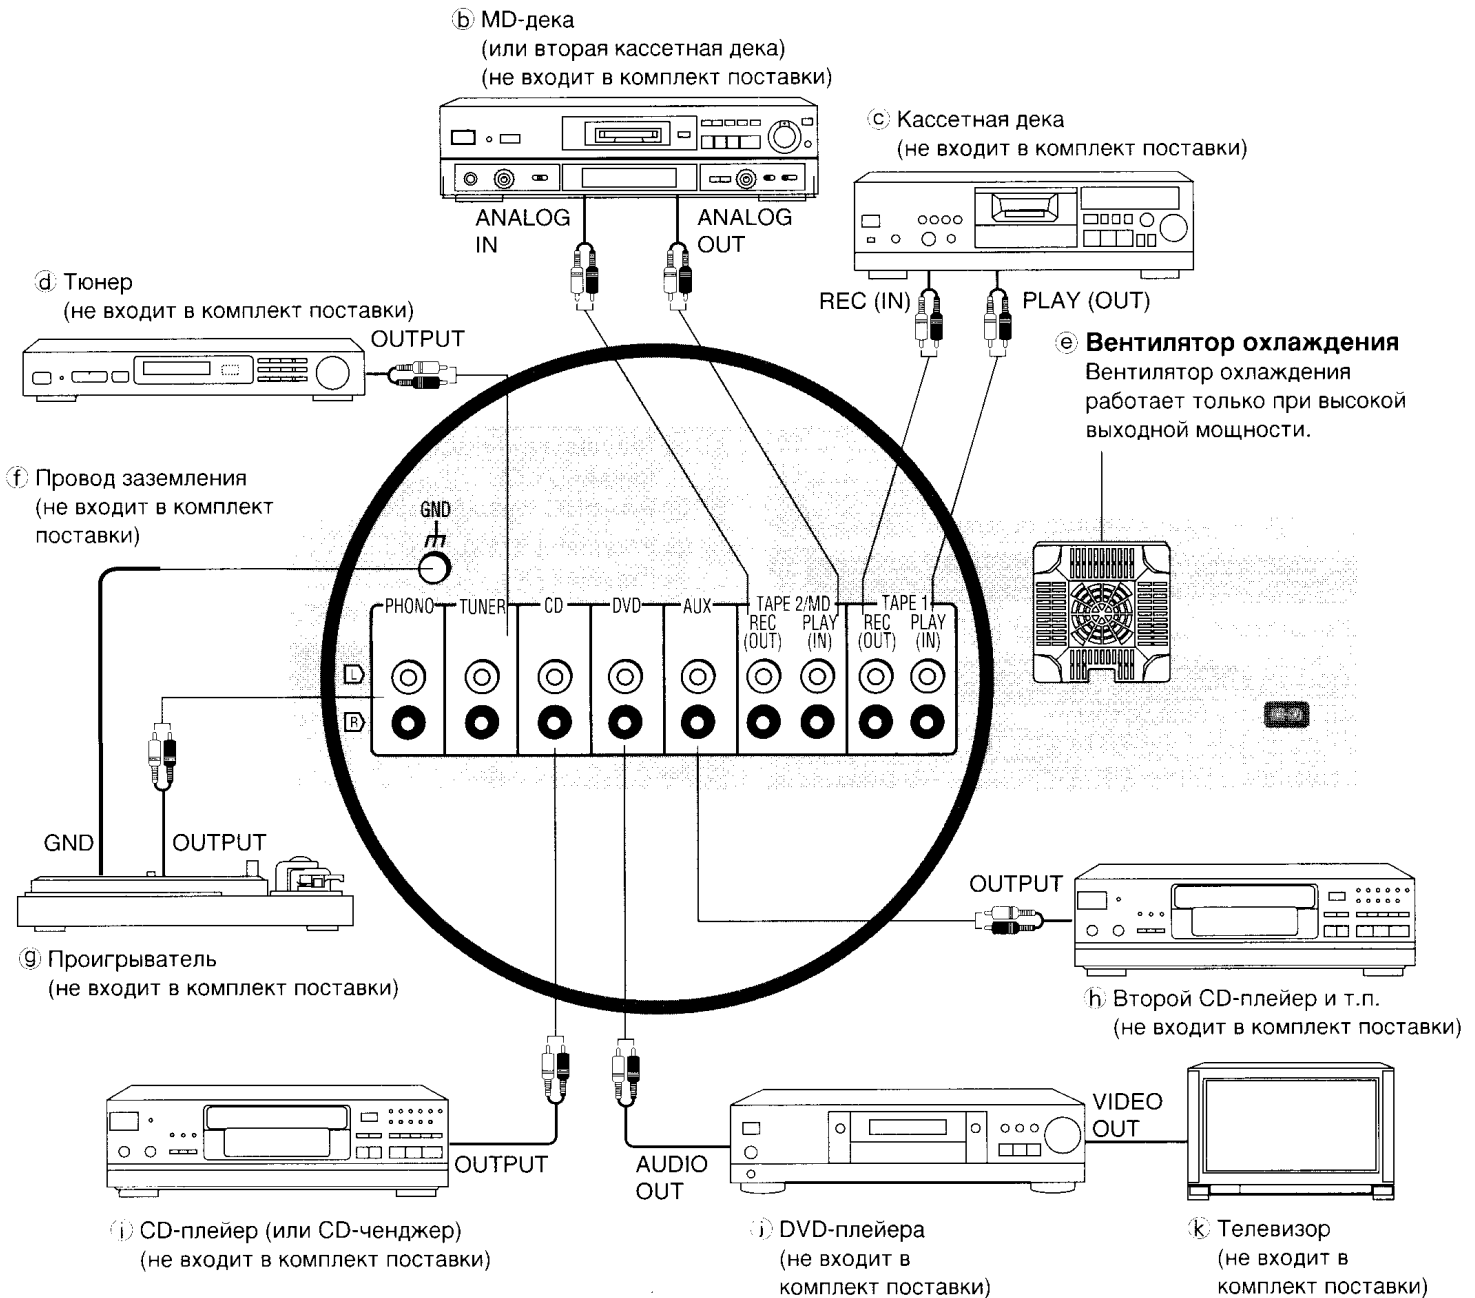 ⓑ MD-дека
(или вторая кассетная дека)
(не входит в комплект поставки)
ANALOG
IN
ANALOG
OUT
ⓒ Кассетная дека
(не входит в комплект поставки)
REC (IN)
PLAY (OUT)
ⓓ Тюнер
(не входит в комплект поставки)
OUTPUT
ⓔ Вентилятор охлаждения
Вентилятор охлаждения
работает только при высокой
выходной мощности.
ⓕ Провод заземления
(не входит в комплект
поставки)
GND
PHONO
TUNER
CD
DVD
AUX
TAPE 2/MD
REC
(OUT)
PLAY
(IN)
TAPE 1
REC
(OUT)
PLAY
(IN)
L
R
GND
OUTPUT
ⓖ Проигрыватель
(не входит в комплект поставки)
OUTPUT
ⓗ Второй CD-плейер и т.п.
(не входит в комплект поставки)
OUTPUT
ⓘ CD-плейер (или CD-ченджер)
(не входит в комплект поставки)
AUDIO
OUT
VIDEO
OUT
ⓙ DVD-плейера
(не входит в
комплект поставки)
ⓚ Телевизор
(не входит в
комплект поставки)